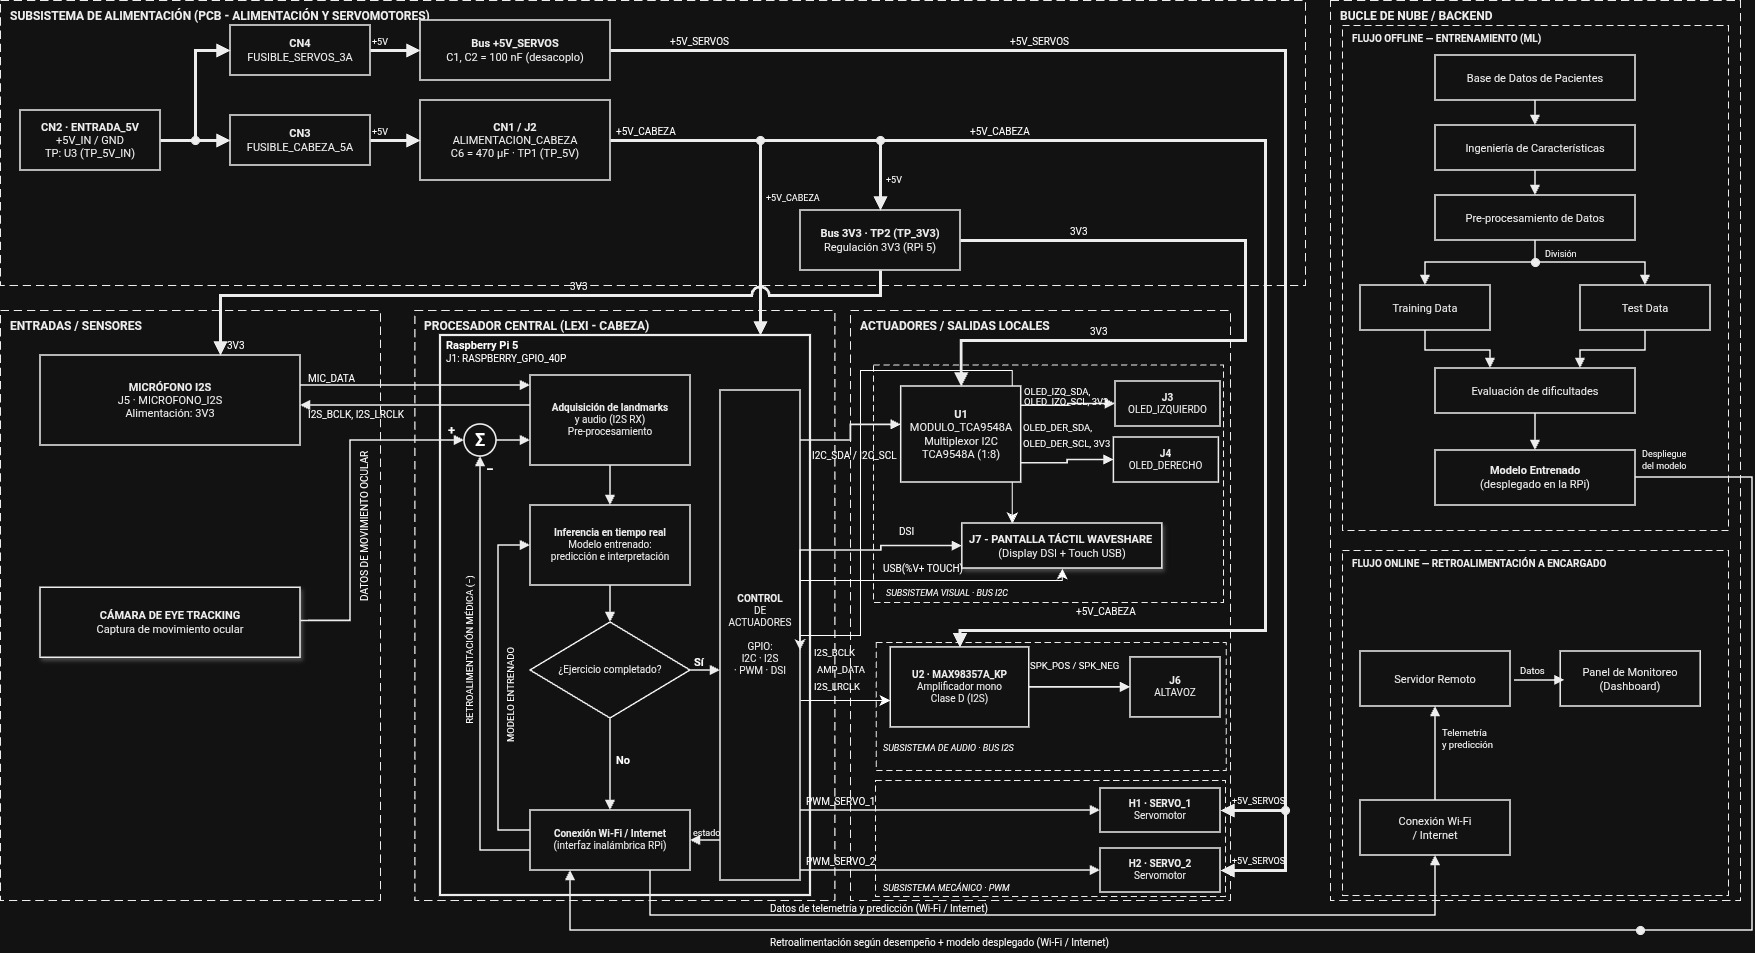 SUBSISTEMA DE ALIMENTACIÓN (PCB - ALIMENTACIÓN Y SERVOMOTORES)
CN4
FUSIBLE_SERVOS_3A
+5V
Bus +5V_SERVOS
C1, C2 = 100 nF (desacoplo)
+5V_SERVOS
+5V_SERVOS
CN2 · ENTRADA_5V
+5V_IN / GND
TP: U3 (TP_5V_IN)
CN3
FUSIBLE_CABEZA_5A
+5V
CN1 / J2
ALIMENTACION_CABEZA
C6 = 470 µF · TP1 (TP_5V)
+5V_CABEZA
+5V_CABEZA
+5V
+5V_CABEZA
Bus 3V3 · TP2 (TP_3V3)
Regulación 3V3 (RPi 5)
3V3
3V3
ENTRADAS / SENSORES
3V3
MICRÓFONO I2S
J5 · MICROFONO_I2S
Alimentación: 3V3
MIC_DATA
I2S_BCLK, I2S_LRCLK
DATOS DE MOVIMIENTO OCULAR
CÁMARA DE EYE TRACKING
Captura de movimiento ocular
PROCESADOR CENTRAL (LEXI - CABEZA)
Raspberry Pi 5
J1: RASPBERRY_GPIO_40P
+
Σ
−
Adquisición de landmarks
y audio (I2S RX)
Pre-procesamiento
Inferencia en tiempo real
Modelo entrenado:
predicción e interpretación
RETROALIMENTACIÓN MÉDICA (−)
MODELO ENTRENADO
¿Ejercicio completado?
Sí
No
Conexión Wi-Fi / Internet
(interfaz inalámbrica RPi)
estado
CONTROL
DE
ACTUADORES
GPIO:
I2C · I2S
· PWM · DSI
ACTUADORES / SALIDAS LOCALES
3V3
I2C_SDA / I2C_SCL
U1
MODULO_TCA9548A
Multiplexor I2C
TCA9548A (1:8)
OLED_IZQ_SDA,
OLED_IZQ_SCL, 3V3
J3
OLED_IZQUIERDO
OLED_DER_SDA,
OLED_DER_SCL, 3V3
J4
OLED_DERECHO
DSI
J7 - PANTALLA TÁCTIL WAVESHARE
(Display DSI + Touch USB)
USB(%V+ TOUCH)
SUBSISTEMA VISUAL · BUS I2C
+5V_CABEZA
I2S_BCLK
AMP_DATA
I2S_LRCLK
U2 · MAX98357A_KP
Amplificador mono
Clase D (I2S)
SPK_POS / SPK_NEG
J6
ALTAVOZ
SUBSISTEMA DE AUDIO · BUS I2S
PWM_SERVO_1
H1 · SERVO_1
Servomotor
+5V_SERVOS
PWM_SERVO_2
H2 · SERVO_2
Servomotor
+5V_SERVOS
SUBSISTEMA MECÁNICO · PWM
Datos de telemetría y predicción (Wi-Fi / Internet)
Retroalimentación según desempeño + modelo desplegado (Wi-Fi / Internet)
BUCLE DE NUBE / BACKEND
FLUJO OFFLINE — ENTRENAMIENTO (ML)
Base de Datos de Pacientes
Ingeniería de Características
Pre-procesamiento de Datos
División
Training Data
Test Data
Evaluación de dificultades
Modelo Entrenado
(desplegado en la RPi)
Despliegue
del modelo
FLUJO ONLINE — RETROALIMENTACIÓN A ENCARGADO
Servidor Remoto
Datos
Panel de Monitoreo
(Dashboard)
Telemetría
y predicción
Conexión Wi-Fi
/ Internet